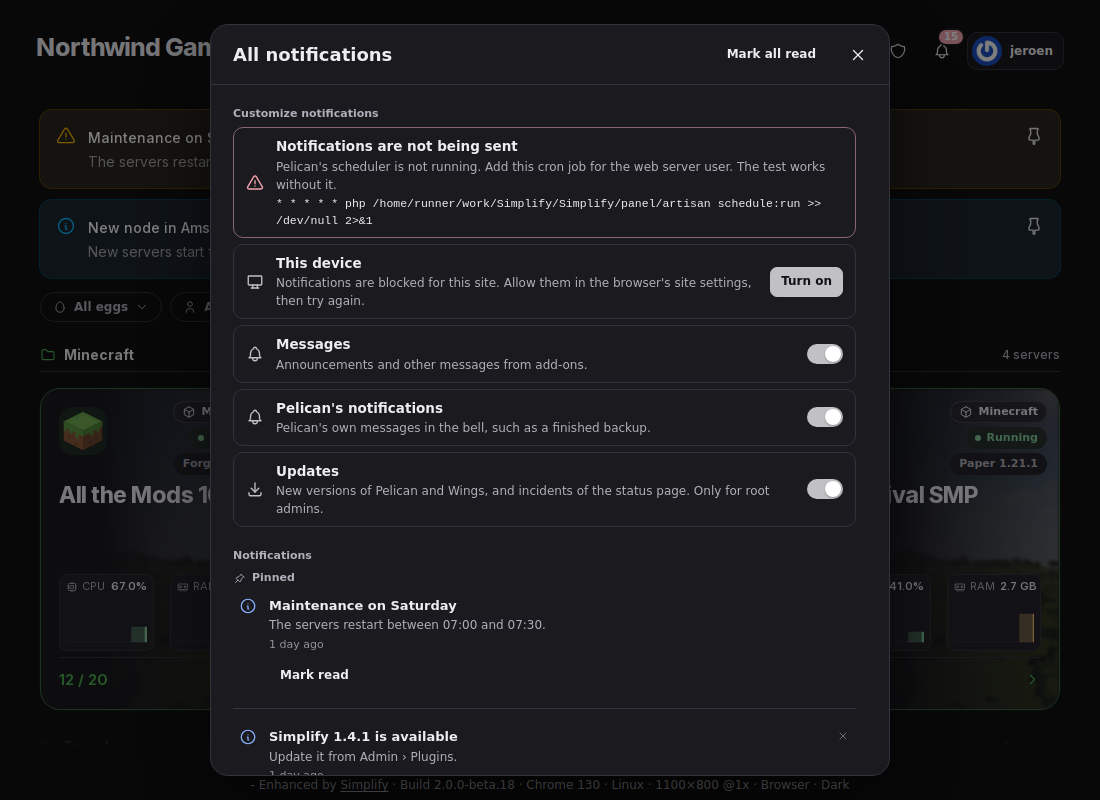 Northwind Gam
15
jeroen
All notifications
Mark all read
Maintenance on S
The servers restar
New node in Ams
New servers start
All eggs
Customize notifications
Notifications are not being sent
Pelican's scheduler is not running. Add this cron job for the web server user. The test works
without it.
* * * * * php /home/runner/work/Simplify/Simplify/panel/artisan schedule:run >>
/dev/null 2>&1
This device
Notifications are blocked for this site. Allow them in the browser's site settings,
then try again.
Turn on
Messages
Announcements and other messages from add-ons.
Pelican's notifications
Pelican's own messages in the bell, such as a finished backup.
Updates
New versions of Pelican and Wings, and incidents of the status page. Only for root
admins.
Notifications
Pinned
Maintenance on Saturday
The servers restart between 07:00 and 07:30.
1 day ago
Mark read
Simplify 1.4.1 is available
Update it from Admin › Plugins.
1 day ago
Minecraft
4 servers
M
Forg
All the Mods 10
CPU 67.0%
RAM
12 / 20
Minecraft
Running
Paper 1.21.1
ival SMP
41.0%
RAM 2.7 GB
- Enhanced by Simplify · Build 2.0.0-beta.18 · Chrome 130 · Linux · 1100×800 @1x · Browser · Dark